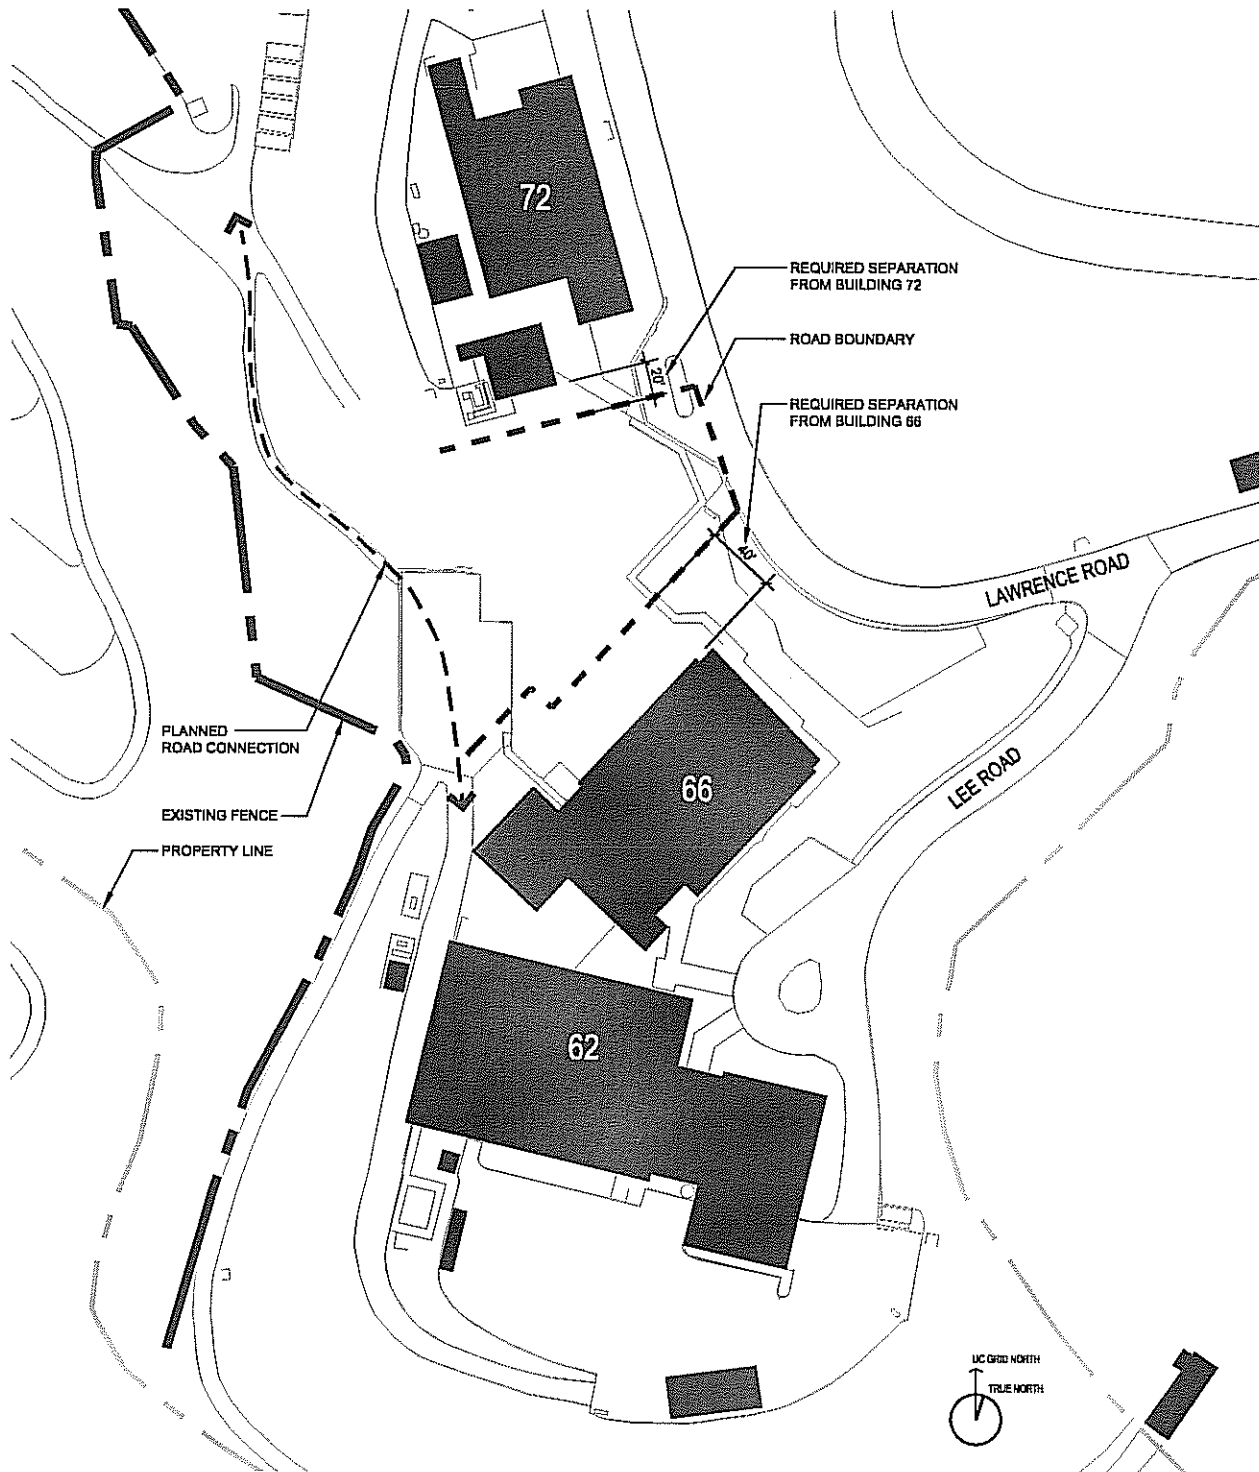 72
REQUIRED SEPARATION
FROM BUILDING 72
ROAD BOUNDARY
20'
REQUIRED SEPARATION
FROM BUILDING 66
40'
LAWRENCE ROAD
PLANNED
ROAD CONNECTION
66
LEE ROAD
EXISTING FENCE
PROPERTY LINE
62
UC GRID NORTH
TRUE NORTH